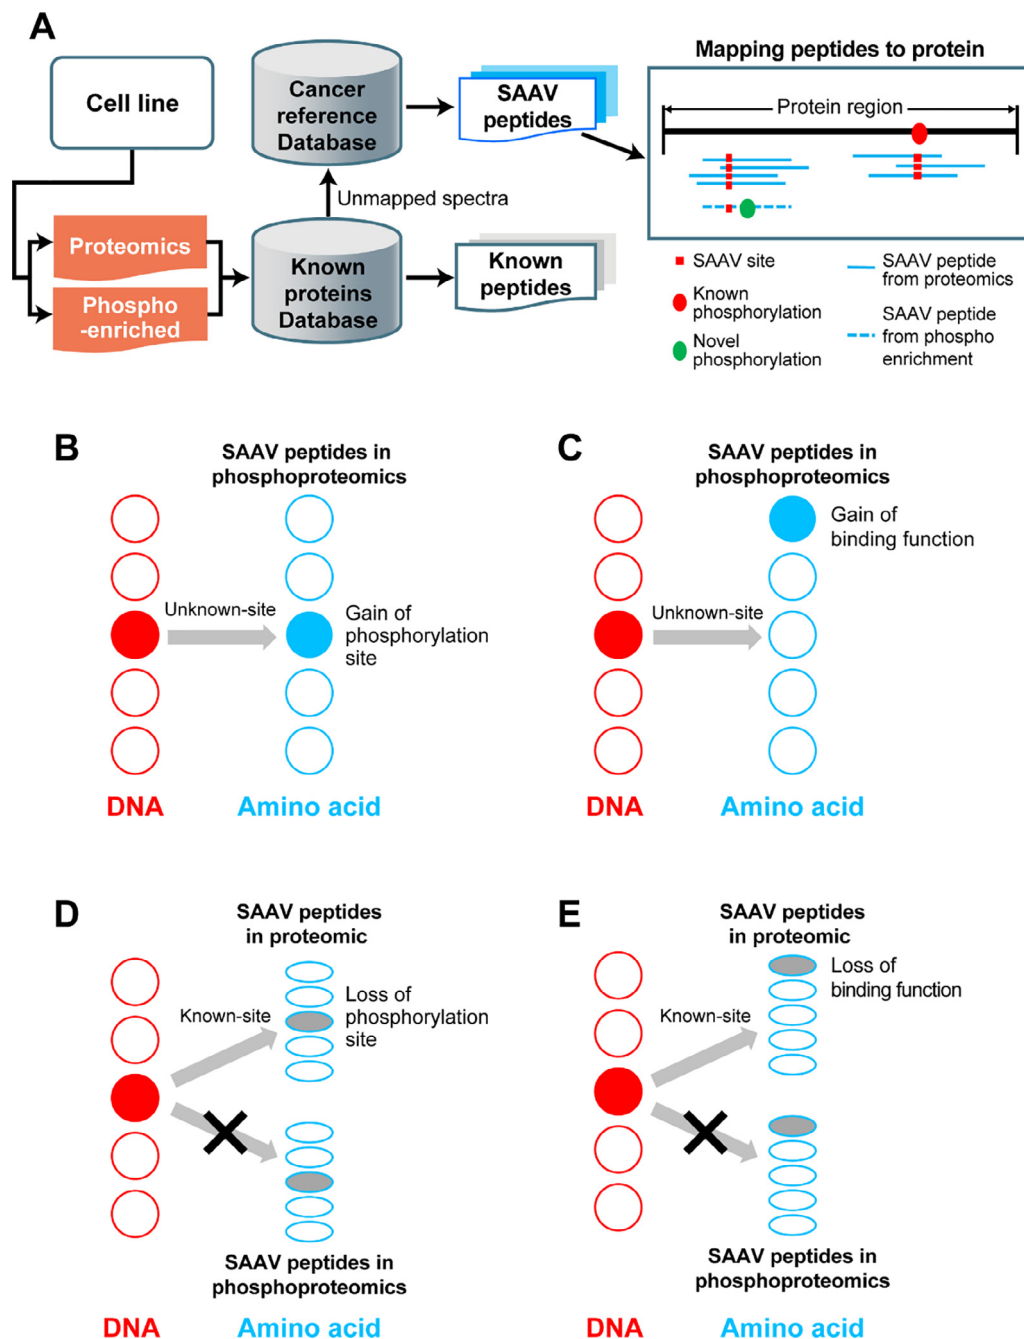 A
Cell line
Proteomics
Phospho
-enriched
Cancer
reference
Database
Unmapped spectra
Known
proteins
Database
SAAV
peptides
Known
peptides
Mapping peptides to protein
Protein region
SAAV site
Known
phosphorylation
Novel
phosphorylation
SAAV peptide
from proteomics
SAAV peptide
from phospho
enrichment
B
SAAV peptides in
phosphoproteomics
Unknown-site
Gain of
phosphorylation
site
DNA
Amino acid
C
SAAV peptides in
phosphoproteomics
Gain of
binding function
Unknown-site
DNA
Amino acid
D
SAAV peptides
in proteomic
Known-site
Loss of
phosphorylation
site
SAAV peptides in
phosphoproteomics
DNA
Amino acid
E
SAAV peptides
in proteomic
Loss of
binding function
Known-site
SAAV peptides in
phosphoproteomics
DNA
Amino acid